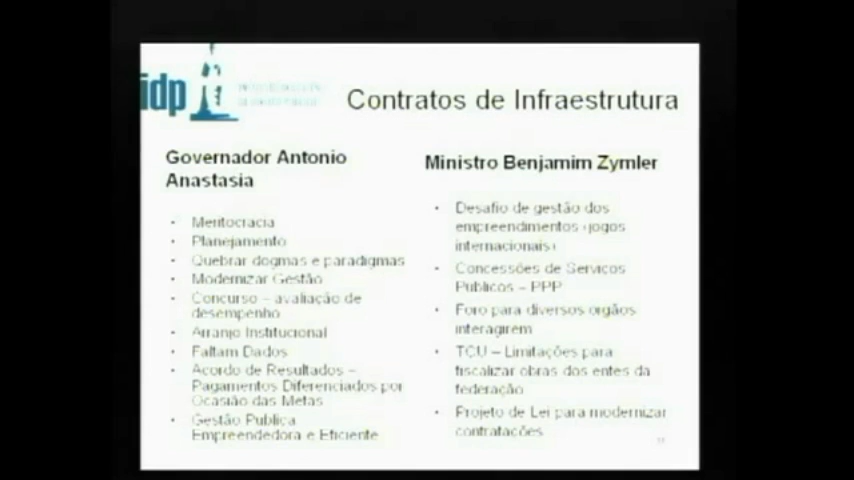 idp
Contratos de Infraestrutura
Governador Antonio
Anastasia
• Meritocracia
• Planejamento
• Quebrar dogmas e paradigmas
• Modernizar Gestão
• Concurso – avaliação de
desempenho
• Arranjo Institucional
• Faltam Dados
• Acordo de Resultados –
Pagamentos Diferenciados por
Ocasião das Metas
• Gestão Publica
Empreendedora e Eficiente
Ministro Benjamim Zymler
• Desafio de gestão dos
empreendimentos (jogos
internacionais)
• Concessões de Serviços
Publicos – PPP
• Foro para diversos orgãos
interagirem
• TCU – Limitações para
fiscalizar obras dos entes da
federação
• Projeto de Lei para modernizar
contratações